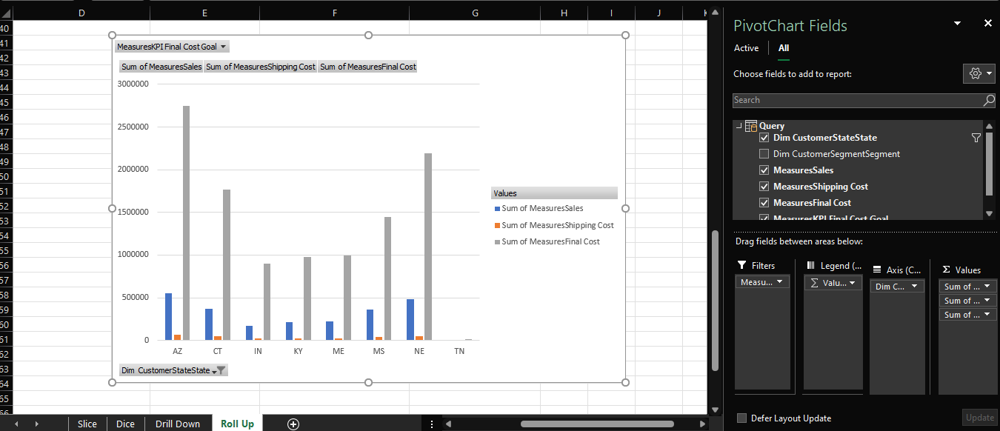 D E F G H I J K
PivotChart Fields
Active All
Choose fields to add to report:
Search
Query
Dim CustomerStateState
Dim CustomerSegmentSegment
MeasuresSales
MeasuresShipping Cost
MeasuresFinal Cost
MeasuresKPI Final Cost Goal
Drag fields between areas below:
Filters
Measu...
Legend (...
Σ Valu...
Axis (C...
Dim C...
Σ Values
Sum of ...
Sum of ...
Sum of ...
Defer Layout Update
Update
40
41
42
43
44
45
46
47
48
49
50
51
52
53
54
55
56
57
58
59
60
61
62
63
64
65
66
MeasuresKPI Final Cost Goal
Sum of MeasuresSales Sum of MeasuresShipping Cost Sum of MeasuresFinal Cost
3000000
2500000
2000000
1500000
1000000
500000
0
AZ CT IN KY ME MS NE TN
Values
Sum of MeasuresSales
Sum of MeasuresShipping Cost
Sum of MeasuresFinal Cost
Dim CustomerStateState
Slice Dice Drill Down Roll Up